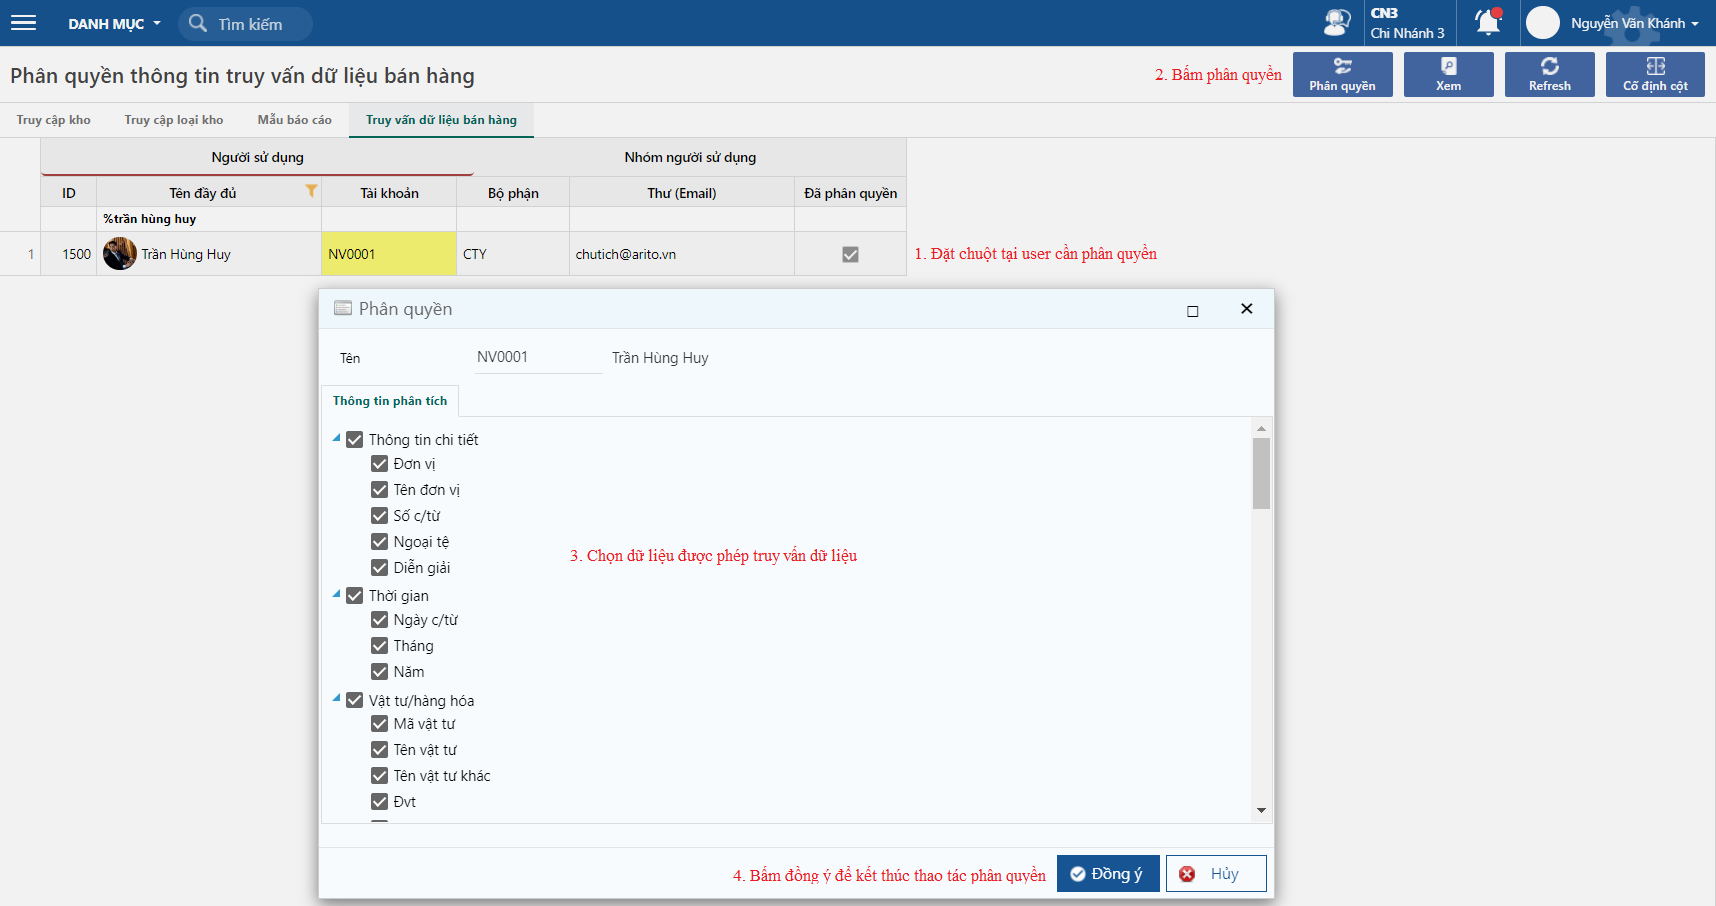 DANH MỤC
Tìm kiếm
CN3
Chi Nhánh 3
Nguyễn Văn Khánh
Phân quyền thông tin truy vấn dữ liệu bán hàng
2. Bấm phân quyền
Phân quyền
Xem
Refresh
Cố định cột
Truy cập kho
Truy cập loại kho
Mẫu báo cáo
Truy vấn dữ liệu bán hàng
Người sử dụng
Nhóm người sử dụng
ID
Tên đầy đủ
Tài khoản
Bộ phận
Thư (Email)
Đã phân quyền
%trần hùng huy
1
1500
Trần Hùng Huy
NV0001
CTY
chutich@arito.vn
1. Đặt chuột tại user cần phân quyền
Phân quyền
Tên
NV0001
Trần Hùng Huy
Thông tin phân tích
Thông tin chi tiết
Đơn vị
Tên đơn vị
Số c/từ
Ngoại tệ
Diễn giải
3. Chọn dữ liệu được phép truy vấn dữ liệu
Thời gian
Ngày c/từ
Tháng
Năm
Vật tư/hàng hóa
Mã vật tư
Tên vật tư
Tên vật tư khác
Đvt
4. Bấm đồng ý để kết thúc thao tác phân quyền
Đồng ý
Hủy